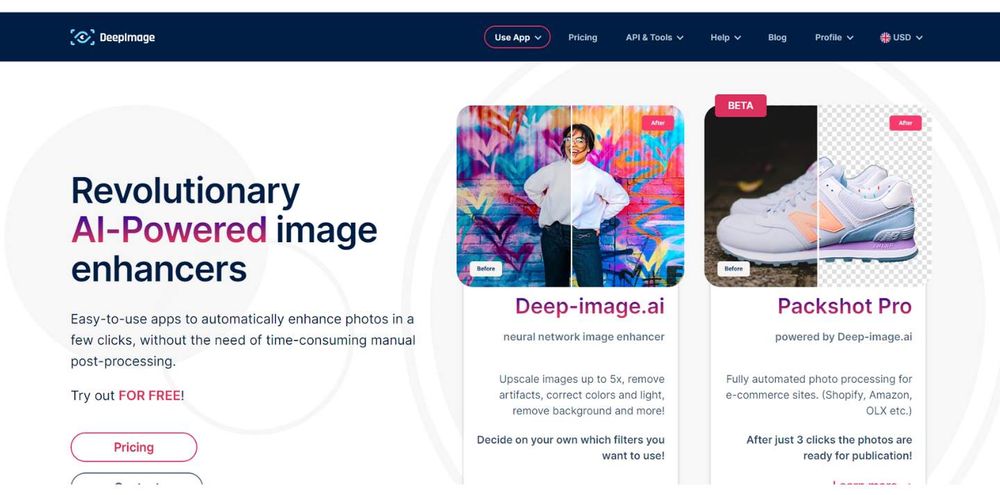 DeepImage
Use App
Pricing
API & Tools
Help
Blog
Profile
USD
Revolutionary
AI-Powered image
enhancers
Easy-to-use apps to automatically enhance photos in a
few clicks, without the need of time-consuming manual
post-processing.
Try out FOR FREE!
Pricing
After
Before
Deep-image.ai
neural network image enhancer
Upscale images up to 5x, remove
artifacts, correct colors and light,
remove background and more!
Decide on your own which filters you
want to use!
BETA
After
Before
Packshot Pro
powered by Deep-image.ai
Fully automated photo processing for
e-commerce sites. (Shopify, Amazon,
OLX etc.)
After just 3 clicks the photos are
ready for publication!
Learn more